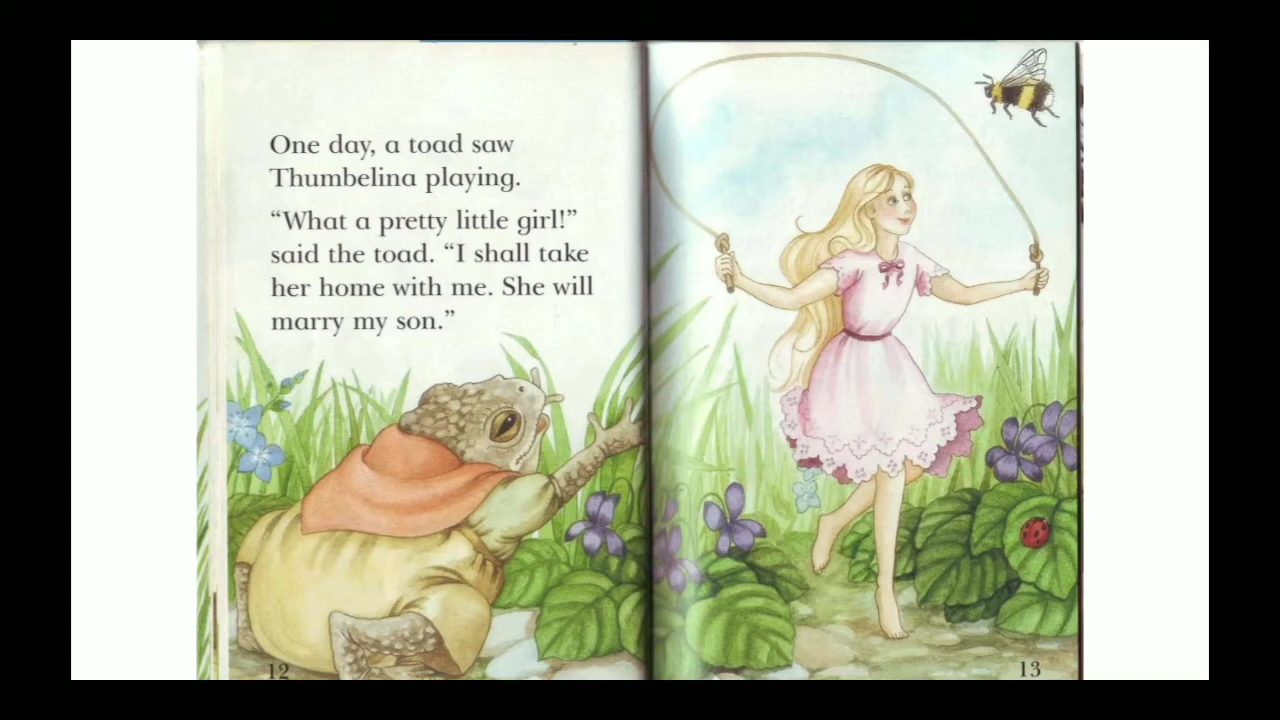 One day, a toad saw
Thumbelina playing.
“What a pretty little girl!”
said the toad. “I shall take
her home with me. She will
marry my son.”
12
13